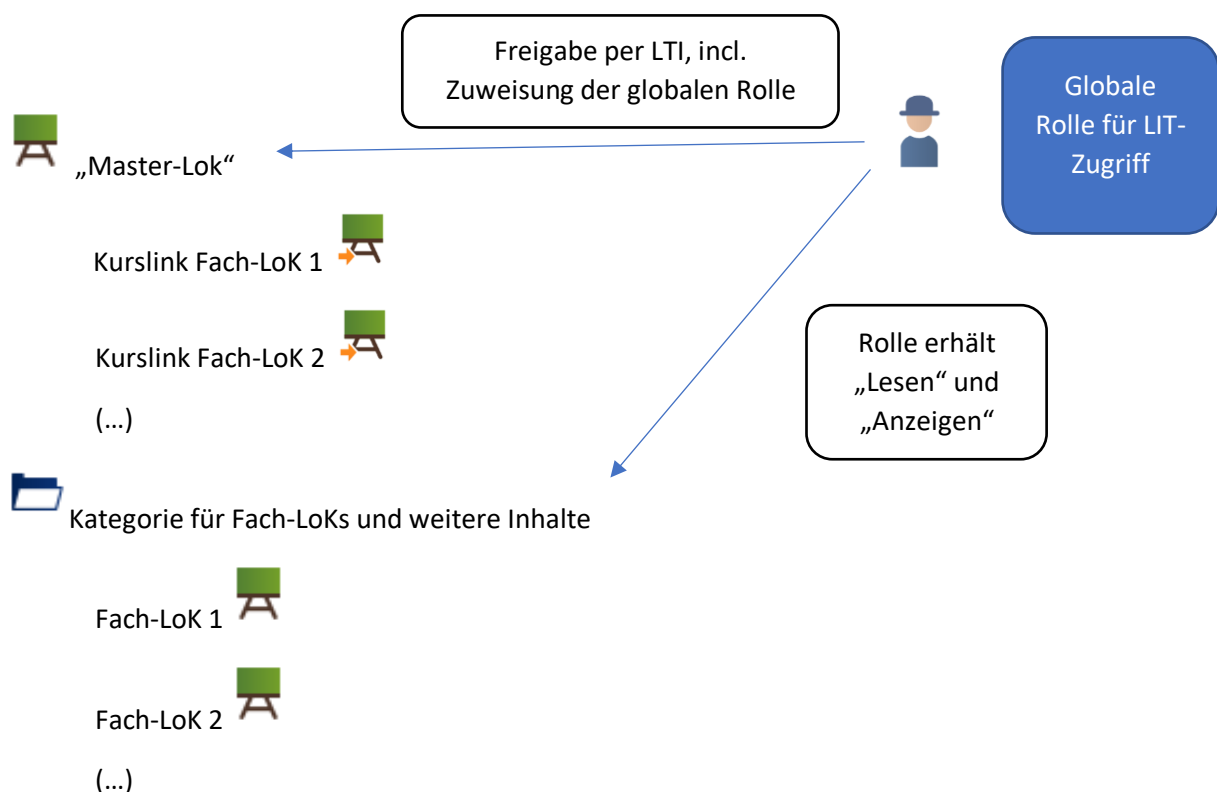 Freigabe per LTI, incl.
Zuweisung der globalen Rolle
Globale
Rolle für LIT-
Zugriff
„Master-Lok“
Kurslink Fach-LoK 1
Kurslink Fach-LoK 2
(…)
Rolle erhält
„Lesen“ und
„Anzeigen“
Kategorie für Fach-LoKs und weitere Inhalte
Fach-LoK 1
Fach-LoK 2
(…)